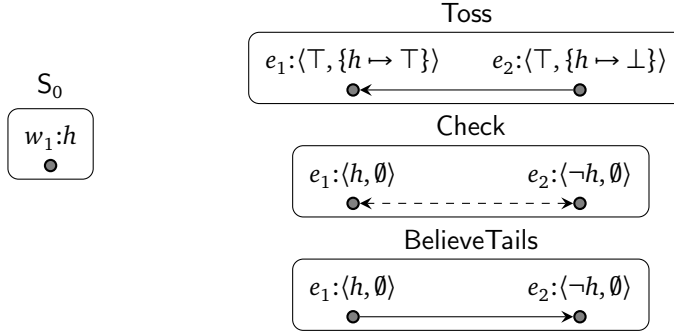 Toss
e₁:⟨⊤, {h ↦ ⊤}⟩ e₂:⟨⊤, {h ↦ ⊥}⟩
S₀
w₁:h
Check
e₁:⟨h, ∅⟩ e₂:⟨¬h, ∅⟩
BelieveTails
e₁:⟨h, ∅⟩ e₂:⟨¬h, ∅⟩